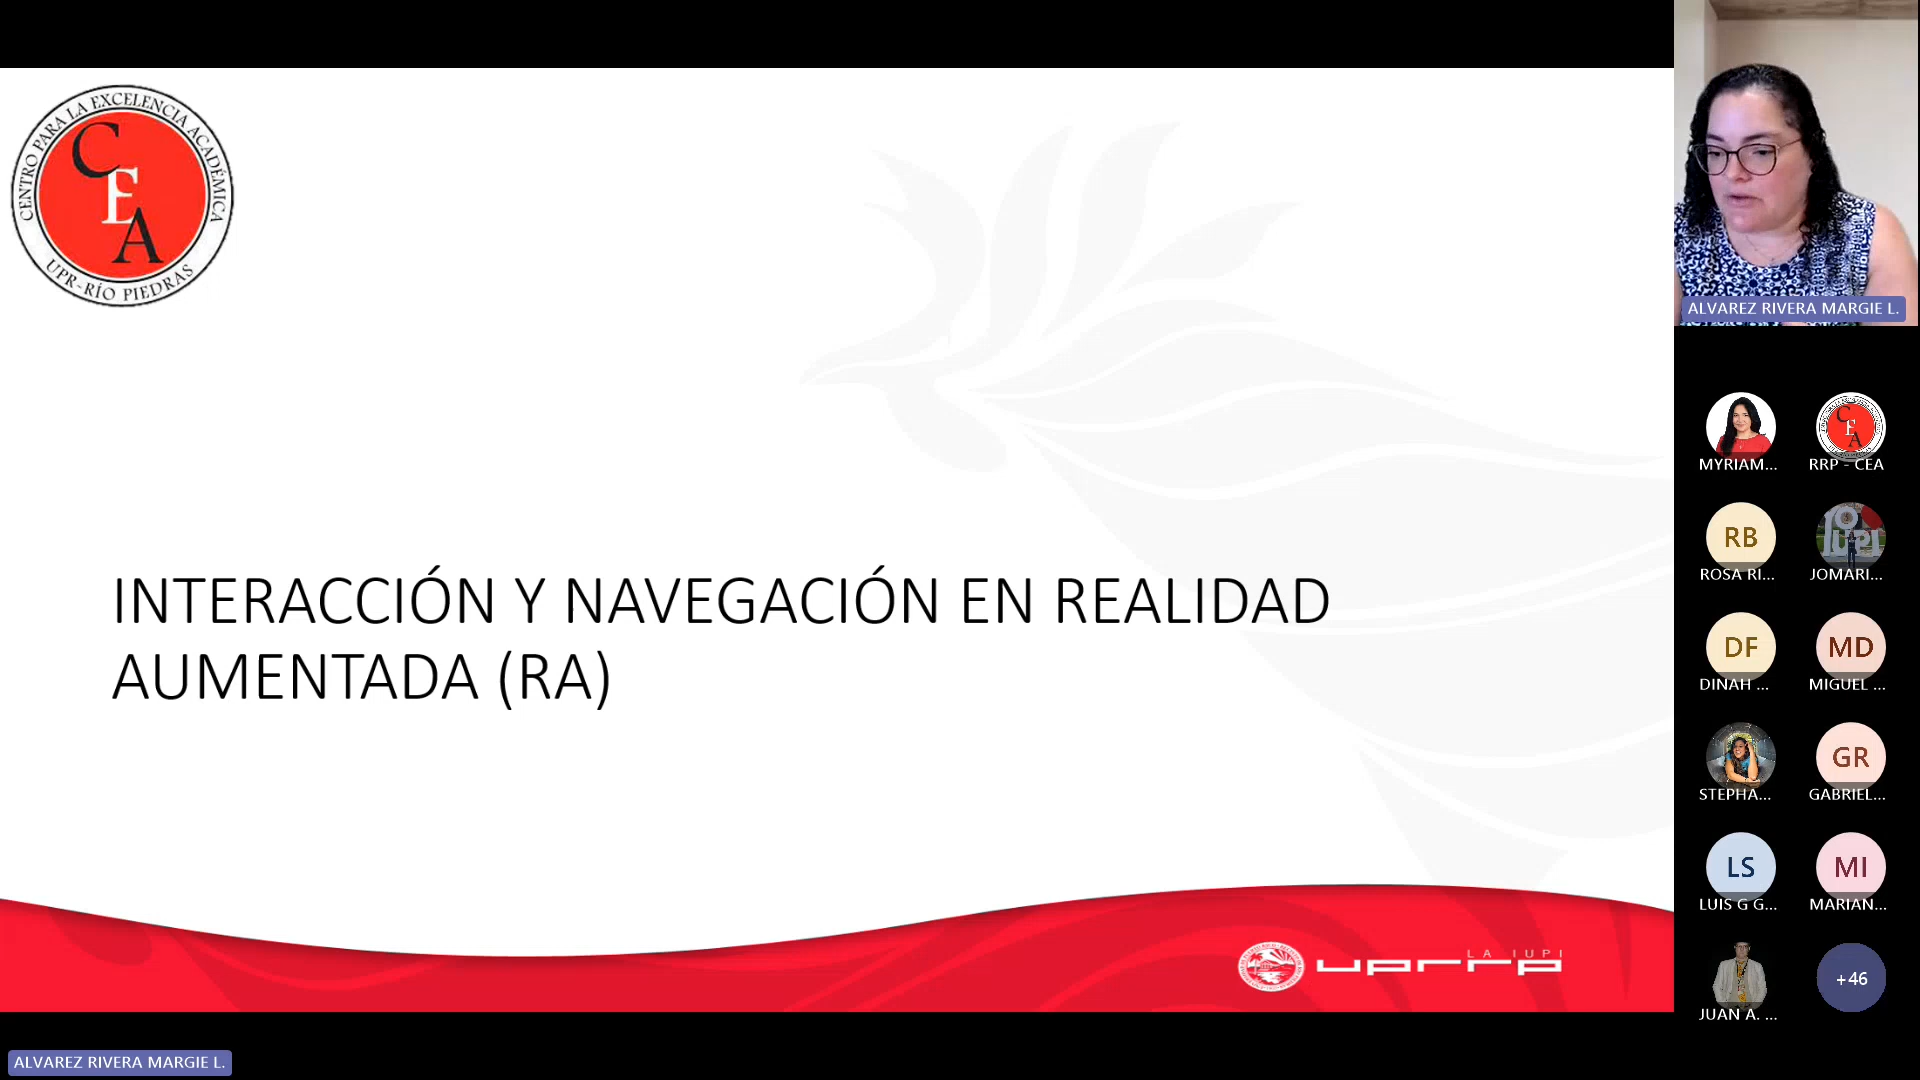 CENTRO PARA LA EXCELENCIA ACADÉMICA
CEA
UPR-RÍO PIEDRAS
INTERACCIÓN Y NAVEGACIÓN EN REALIDAD
AUMENTADA (RA)
LA IUPI
uprrp
ALVAREZ RIVERA MARGIE L.
ALVAREZ RIVERA MARGIE L.
MYRIAM...
RRP - CEA
RB
ROSA RI...
JOMARI...
DF
DINAH ...
MD
MIGUEL ...
STEPHA...
GR
GABRIEL...
LS
LUIS G G...
MI
MARIAN...
JUAN A. ...
+46